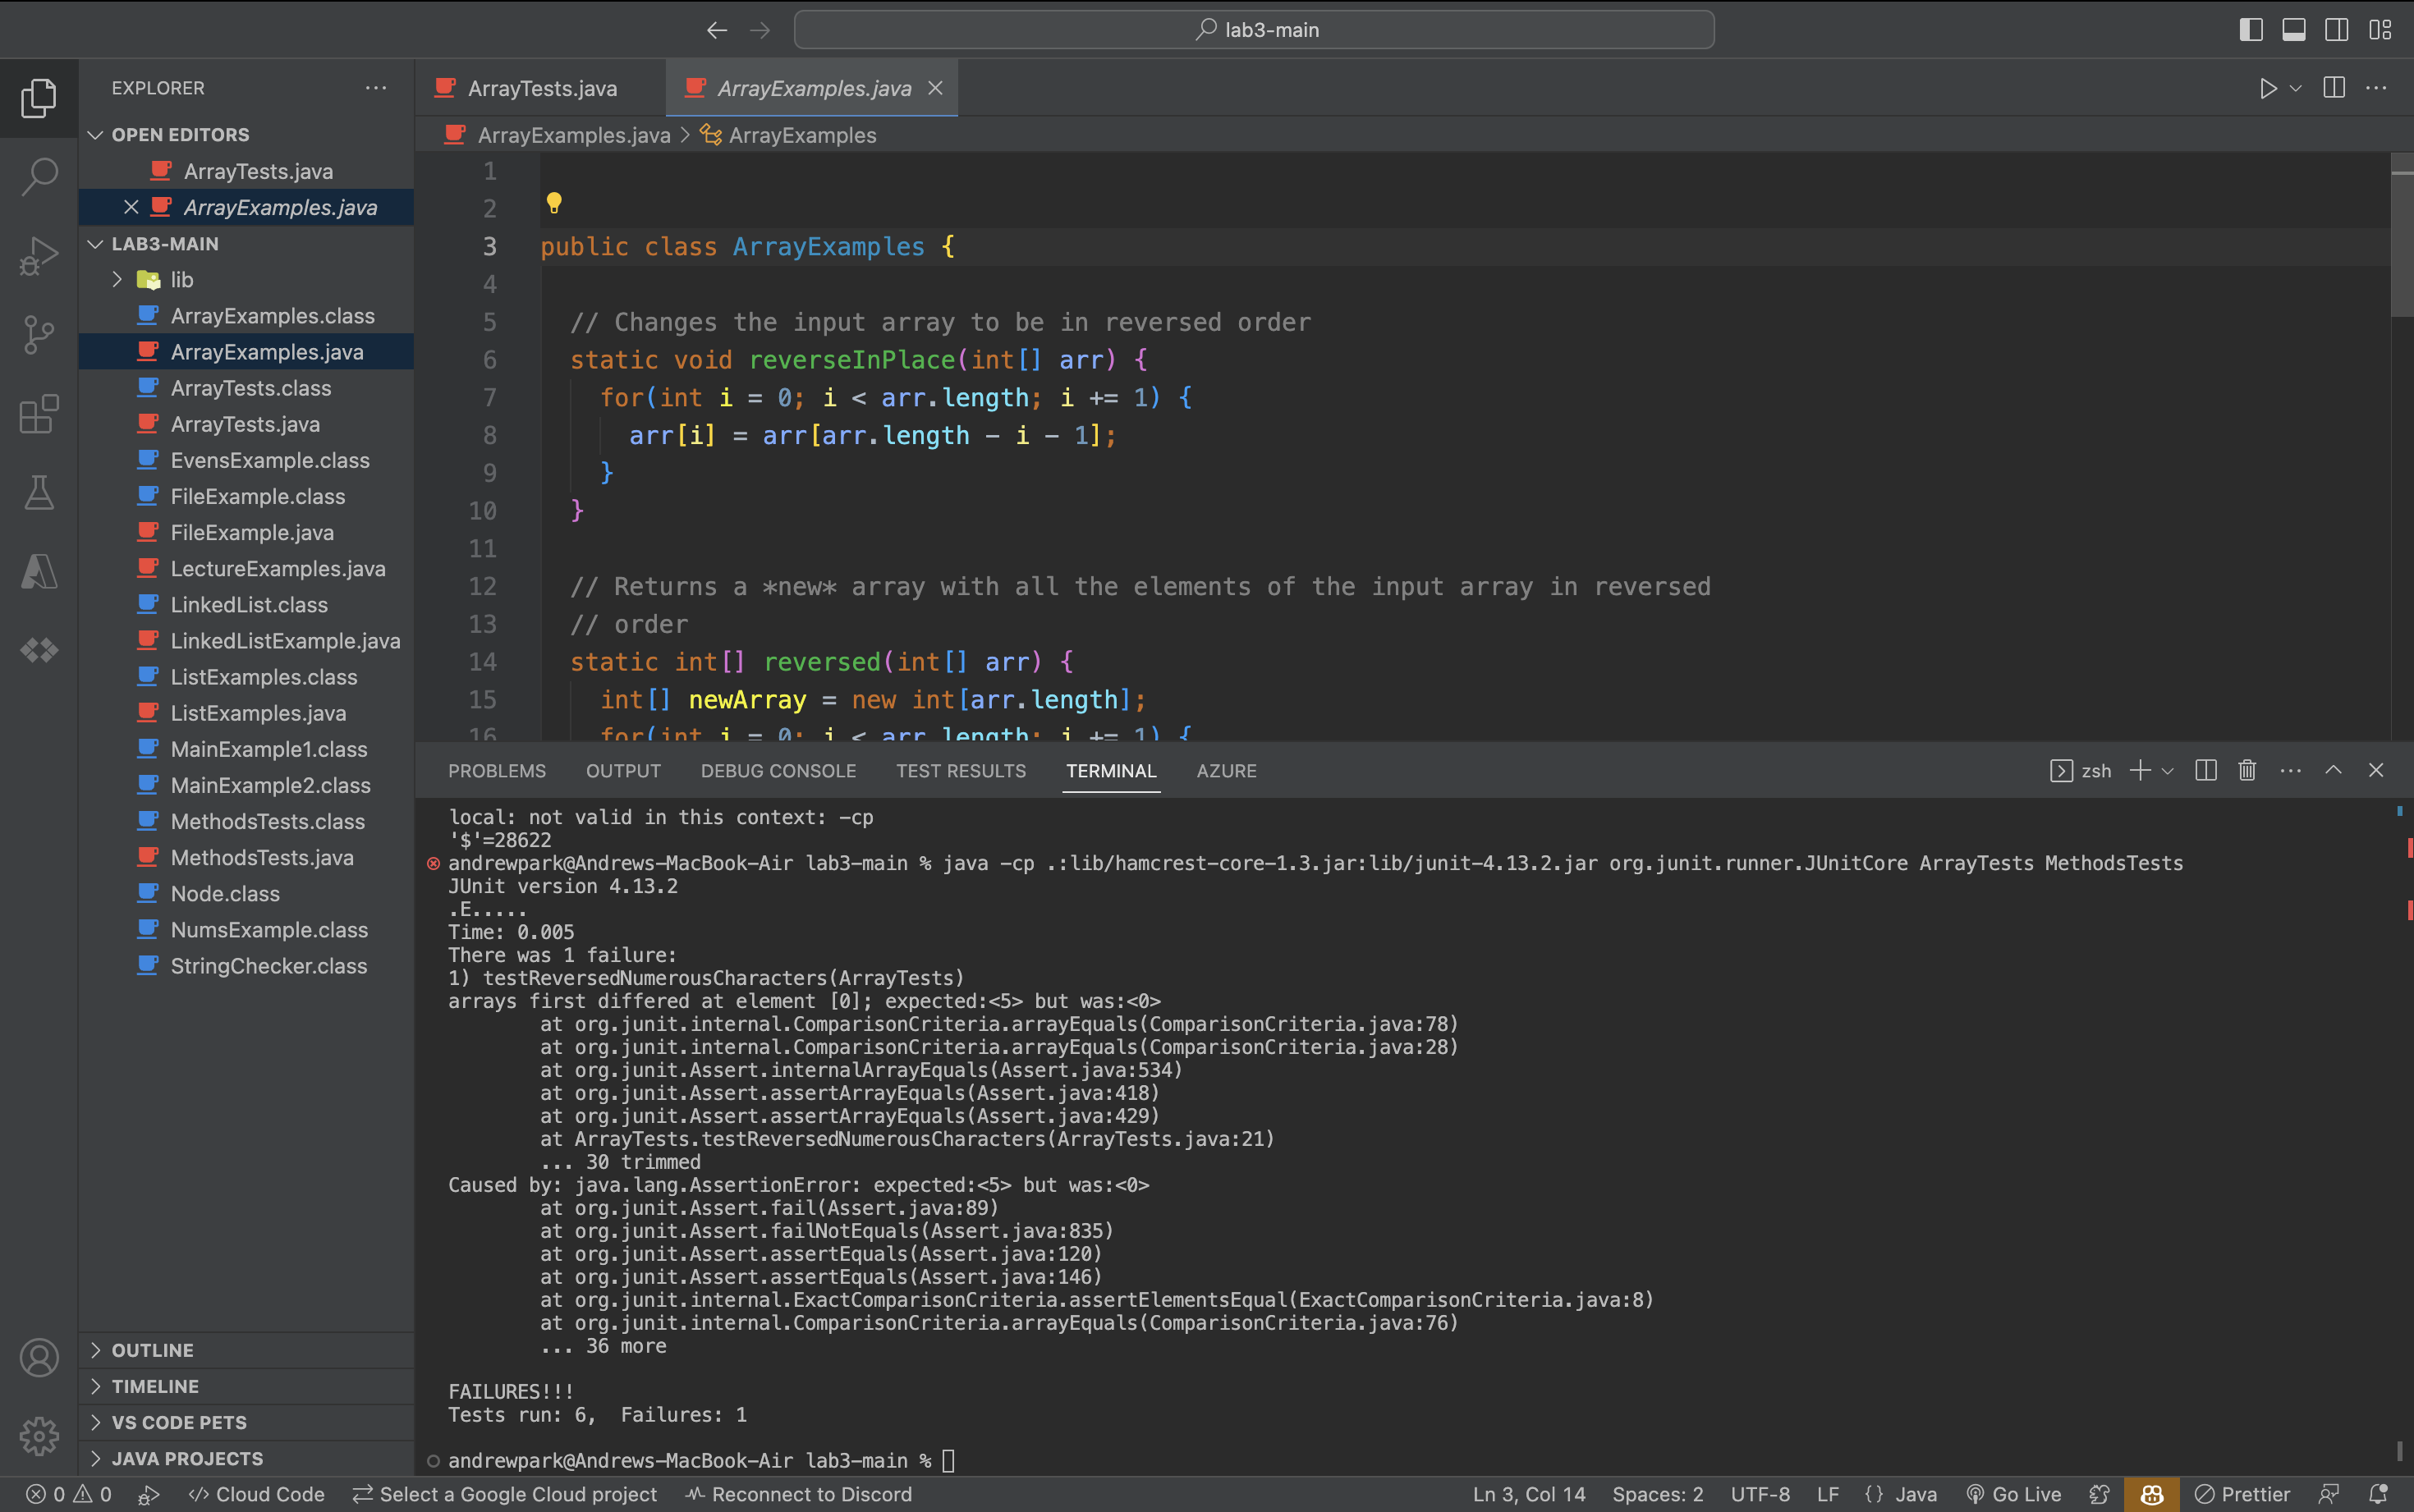 lab3-main
EXPLORER
OPEN EDITORS
ArrayTests.java
ArrayExamples.java
LAB3-MAIN
lib
ArrayExamples.class
ArrayExamples.java
ArrayTests.class
ArrayTests.java
EvensExample.class
FileExample.class
FileExample.java
LectureExamples.java
LinkedList.class
LinkedListExample.java
ListExamples.class
ListExamples.java
MainExample1.class
MainExample2.class
MethodsTests.class
MethodsTests.java
Node.class
NumsExample.class
StringChecker.class
OUTLINE
TIMELINE
VS CODE PETS
JAVA PROJECTS
ArrayTests.java
ArrayExamples.java
ArrayExamples.java > ArrayExamples
1
2
3 public class ArrayExamples {
4
5 // Changes the input array to be in reversed order
6 static void reverseInPlace(int[] arr) {
7 for(int i = 0; i < arr.length; i += 1) {
8 arr[i] = arr[arr.length - i - 1];
9 }
10 }
11
12 // Returns a *new* array with all the elements of the input array in reversed
13 // order
14 static int[] reversed(int[] arr) {
15 int[] newArray = new int[arr.length];
16 for(int i = 0; i < arr.length; i += 1) {
PROBLEMS OUTPUT DEBUG CONSOLE TEST RESULTS TERMINAL AZURE
zsh
local: not valid in this context: -cp
'$'=28622
andrewpark@Andrews-MacBook-Air lab3-main % java -cp .:lib/hamcrest-core-1.3.jar:lib/junit-4.13.2.jar org.junit.runner.JUnitCore ArrayTests MethodsTests
JUnit version 4.13.2
.E.....
Time: 0.005
There was 1 failure:
1) testReversedNumerousCharacters(ArrayTests)
arrays first differed at element [0]; expected:<5> but was:<0>
at org.junit.internal.ComparisonCriteria.arrayEquals(ComparisonCriteria.java:78)
at org.junit.internal.ComparisonCriteria.arrayEquals(ComparisonCriteria.java:28)
at org.junit.Assert.internalArrayEquals(Assert.java:534)
at org.junit.Assert.assertArrayEquals(Assert.java:418)
at org.junit.Assert.assertArrayEquals(Assert.java:429)
at ArrayTests.testReversedNumerousCharacters(ArrayTests.java:21)
... 30 trimmed
Caused by: java.lang.AssertionError: expected:<5> but was:<0>
at org.junit.Assert.fail(Assert.java:89)
at org.junit.Assert.failNotEquals(Assert.java:835)
at org.junit.Assert.assertEquals(Assert.java:120)
at org.junit.Assert.assertEquals(Assert.java:146)
at org.junit.internal.ExactComparisonCriteria.assertElementsEqual(ExactComparisonCriteria.java:8)
at org.junit.internal.ComparisonCriteria.arrayEquals(ComparisonCriteria.java:76)
... 36 more
FAILURES!!!
Tests run: 6,  Failures: 1
andrewpark@Andrews-MacBook-Air lab3-main %
0 0 Cloud Code Select a Google Cloud project Reconnect to Discord Ln 3, Col 14 Spaces: 2 UTF-8 LF {} Java Go Live Prettier